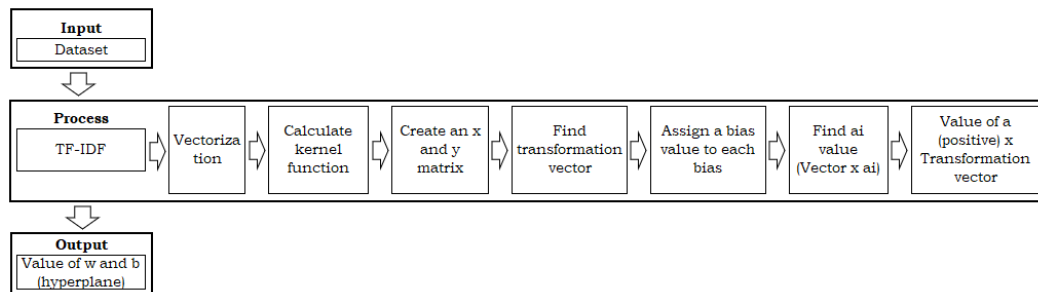 Input
Dataset
Process
TF-IDF
Vectoriza
tion
Calculate
kernel
function
Create an x
and y
matrix
Find
transformation
vector
Assign a bias
value to each
bias
Find ai
value
(Vector x ai)
Value of a
(positive) x
Transformation
vector
Output
Value of w and b
(hyperplane)